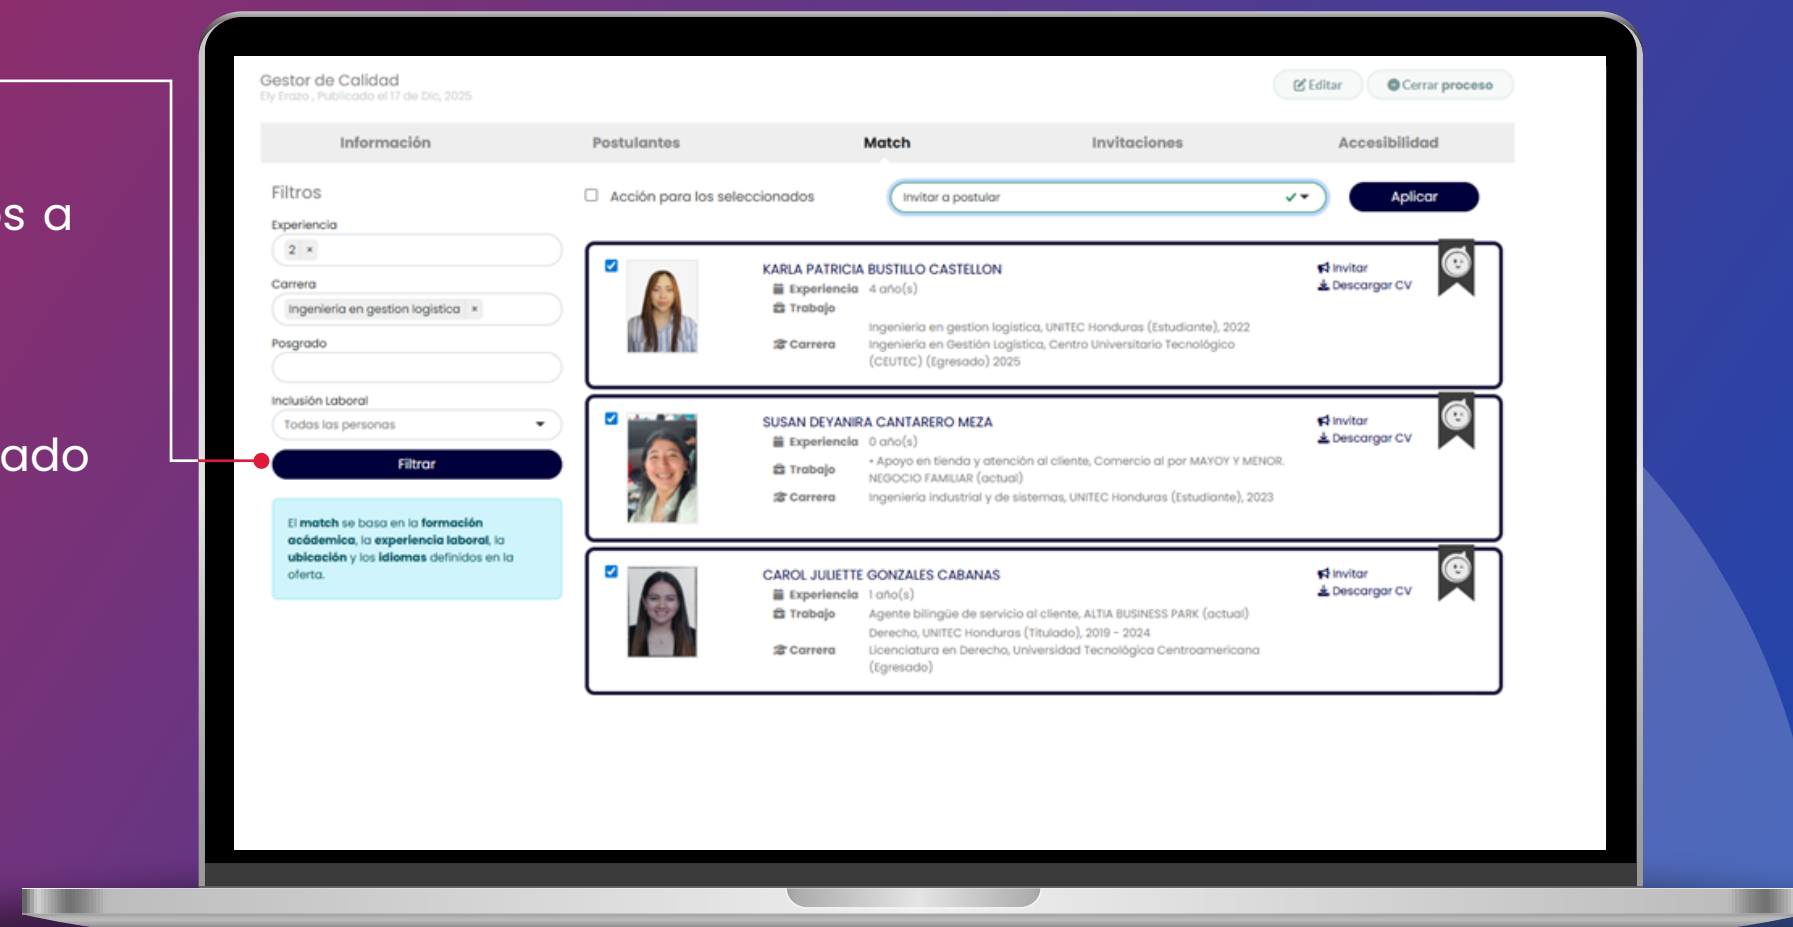 s a
ado
Gestor de Calidad
Ely Erazo , Publicado el 17 de Dic, 2025
Editar
Cerrar proceso
Información
Postulantes
Match
Invitaciones
Accesibilidad
Filtros
Experiencia
2 ×
Carrera
Ingenieria en gestion logística ×
Posgrado
Inclusión Laboral
Todas las personas
Filtrar
El match se basa en la formación
acádemica, la experiencia laboral, la
ubicación y los idiomas definidos en la
oferta.
Acción para los seleccionados
Invitar a postular
Aplicar
KARLA PATRICIA BUSTILLO CASTELLON
Experiencia 4 año(s)
Trabajo
Ingenieria en gestion logística, UNITEC Honduras (Estudiante), 2022
Carrera Ingeniería en Gestión Logística, Centro Universitario Tecnológico
(CEUTEC) (Egresado) 2025
Invitar
Descargar CV
SUSAN DEYANIRA CANTARERO MEZA
Experiencia 0 año(s)
Trabajo • Apoyo en tienda y atención al cliente, Comercio al por MAYOY Y MENOR.
NEGOCIO FAMILIAR (actual)
Carrera Ingeniería industrial y de sistemas, UNITEC Honduras (Estudiante), 2023
Invitar
Descargar CV
CAROL JULIETTE GONZALES CABANAS
Experiencia 1 año(s)
Trabajo Agente bilingüe de servicio al cliente, ALTIA BUSINESS PARK (actual)
Derecho, UNITEC Honduras (Titulado), 2019 - 2024
Carrera Licenciatura en Derecho, Universidad Tecnológica Centroamericana
(Egresado)
Invitar
Descargar CV